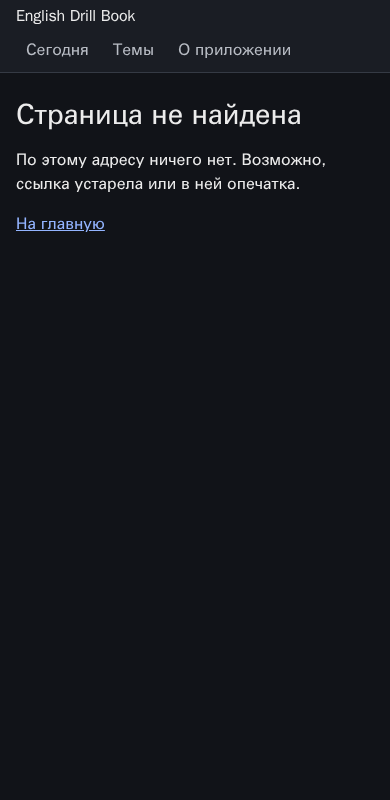 English Drill Book
Сегодня Темы О приложении
Страница не найдена
По этому адресу ничего нет. Возможно,
ссылка устарела или в ней опечатка.
На главную